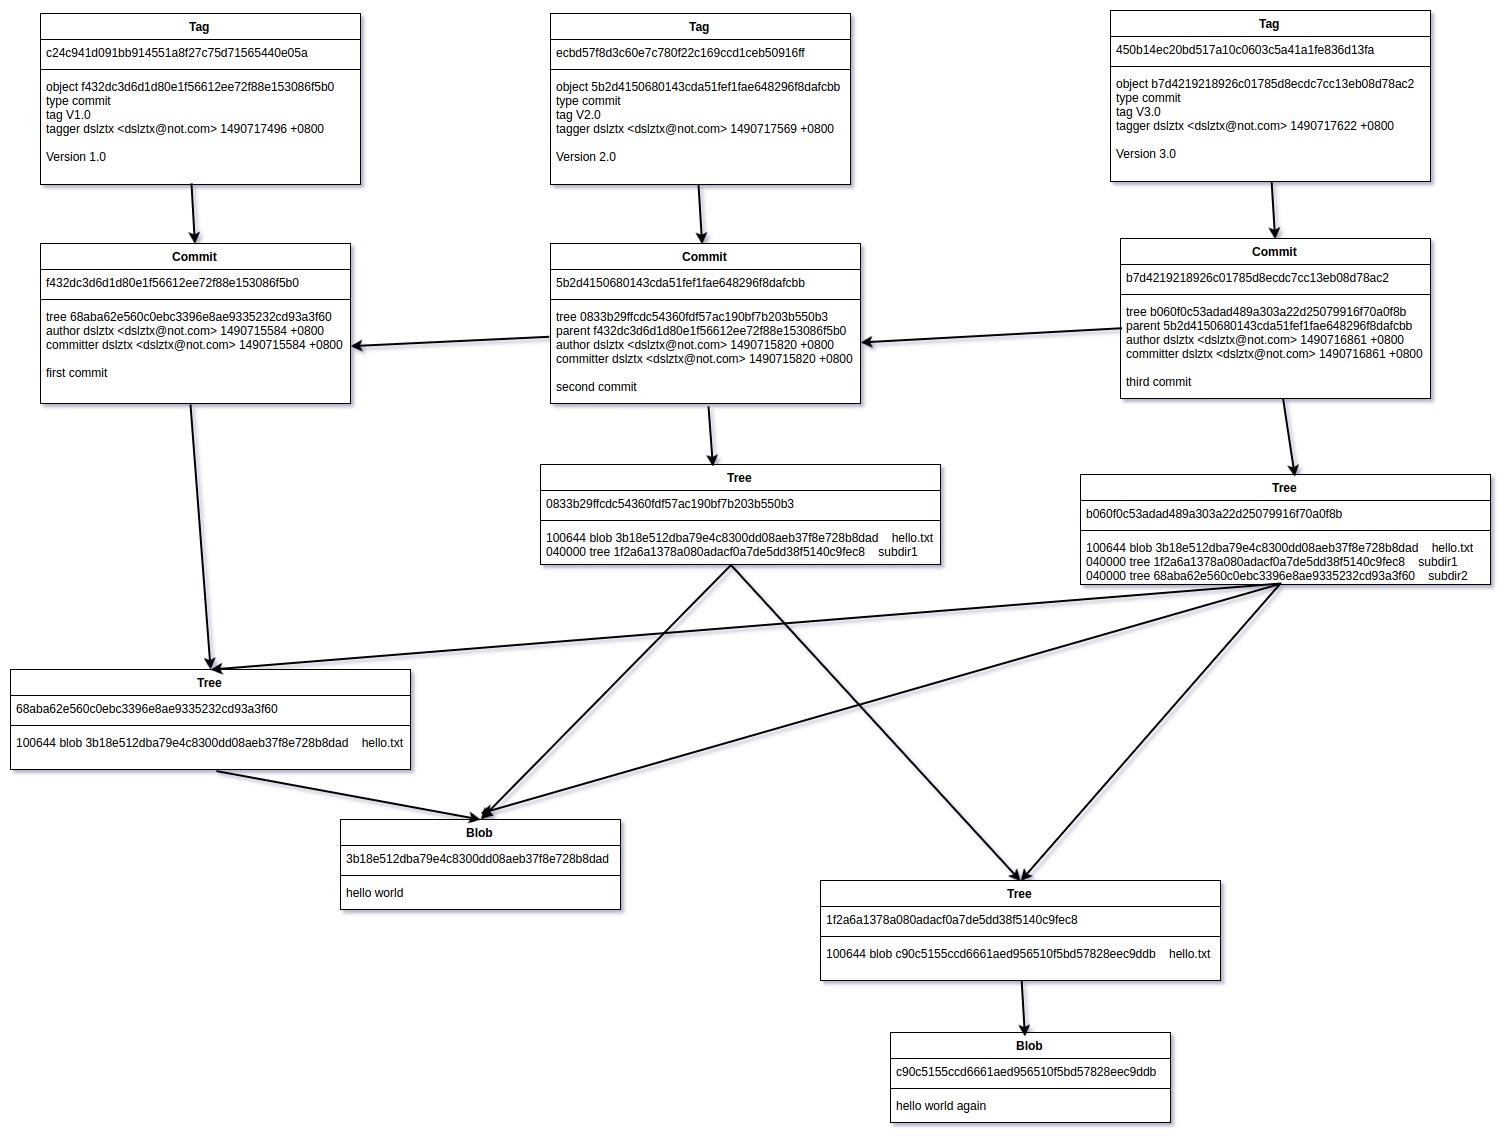 Tag
c24c941d091bb914551a8f27c75d71565440e05a
object f432dc3d6d1d80e1f56612ee72f88e153086f5b0
type commit
tag V1.0
tagger dslztx <dslztx@not.com> 1490717496 +0800
Version 1.0
Tag
ecbd57f8d3c60e7c780f22c169ccd1ceb50916ff
object 5b2d4150680143cda51fef1fae648296f8dafcbb
type commit
tag V2.0
tagger dslztx <dslztx@not.com> 1490717569 +0800
Version 2.0
Tag
450b14ec20bd517a10c0603c5a41a1fe836d13fa
object b7d4219218926c01785d8ecdc7cc13eb08d78ac2
type commit
tag V3.0
tagger dslztx <dslztx@not.com> 1490717622 +0800
Version 3.0
Commit
f432dc3d6d1d80e1f56612ee72f88e153086f5b0
tree 68aba62e560c0ebc3396e8ae9335232cd93a3f60
author dslztx <dslztx@not.com> 1490715584 +0800
committer dslztx <dslztx@not.com> 1490715584 +0800
first commit
Commit
5b2d4150680143cda51fef1fae648296f8dafcbb
tree 0833b29ffcdc54360fdf57ac190bf7b203b550b3
parent f432dc3d6d1d80e1f56612ee72f88e153086f5b0
author dslztx <dslztx@not.com> 1490715820 +0800
committer dslztx <dslztx@not.com> 1490715820 +0800
second commit
Commit
b7d4219218926c01785d8ecdc7cc13eb08d78ac2
tree b060f0c53adad489a303a22d25079916f70a0f8b
parent 5b2d4150680143cda51fef1fae648296f8dafcbb
author dslztx <dslztx@not.com> 1490716861 +0800
committer dslztx <dslztx@not.com> 1490716861 +0800
third commit
Tree
0833b29ffcdc54360fdf57ac190bf7b203b550b3
100644 blob 3b18e512dba79e4c8300dd08aeb37f8e728b8dad hello.txt
040000 tree 1f2a6a1378a080adacf0a7de5dd38f5140c9fec8 subdir1
Tree
b060f0c53adad489a303a22d25079916f70a0f8b
100644 blob 3b18e512dba79e4c8300dd08aeb37f8e728b8dad hello.txt
040000 tree 1f2a6a1378a080adacf0a7de5dd38f5140c9fec8 subdir1
040000 tree 68aba62e560c0ebc3396e8ae9335232cd93a3f60 subdir2
Tree
68aba62e560c0ebc3396e8ae9335232cd93a3f60
100644 blob 3b18e512dba79e4c8300dd08aeb37f8e728b8dad hello.txt
Blob
3b18e512dba79e4c8300dd08aeb37f8e728b8dad
hello world
Tree
1f2a6a1378a080adacf0a7de5dd38f5140c9fec8
100644 blob c90c5155ccd6661aed956510f5bd57828eec9ddb hello.txt
Blob
c90c5155ccd6661aed956510f5bd57828eec9ddb
hello world again